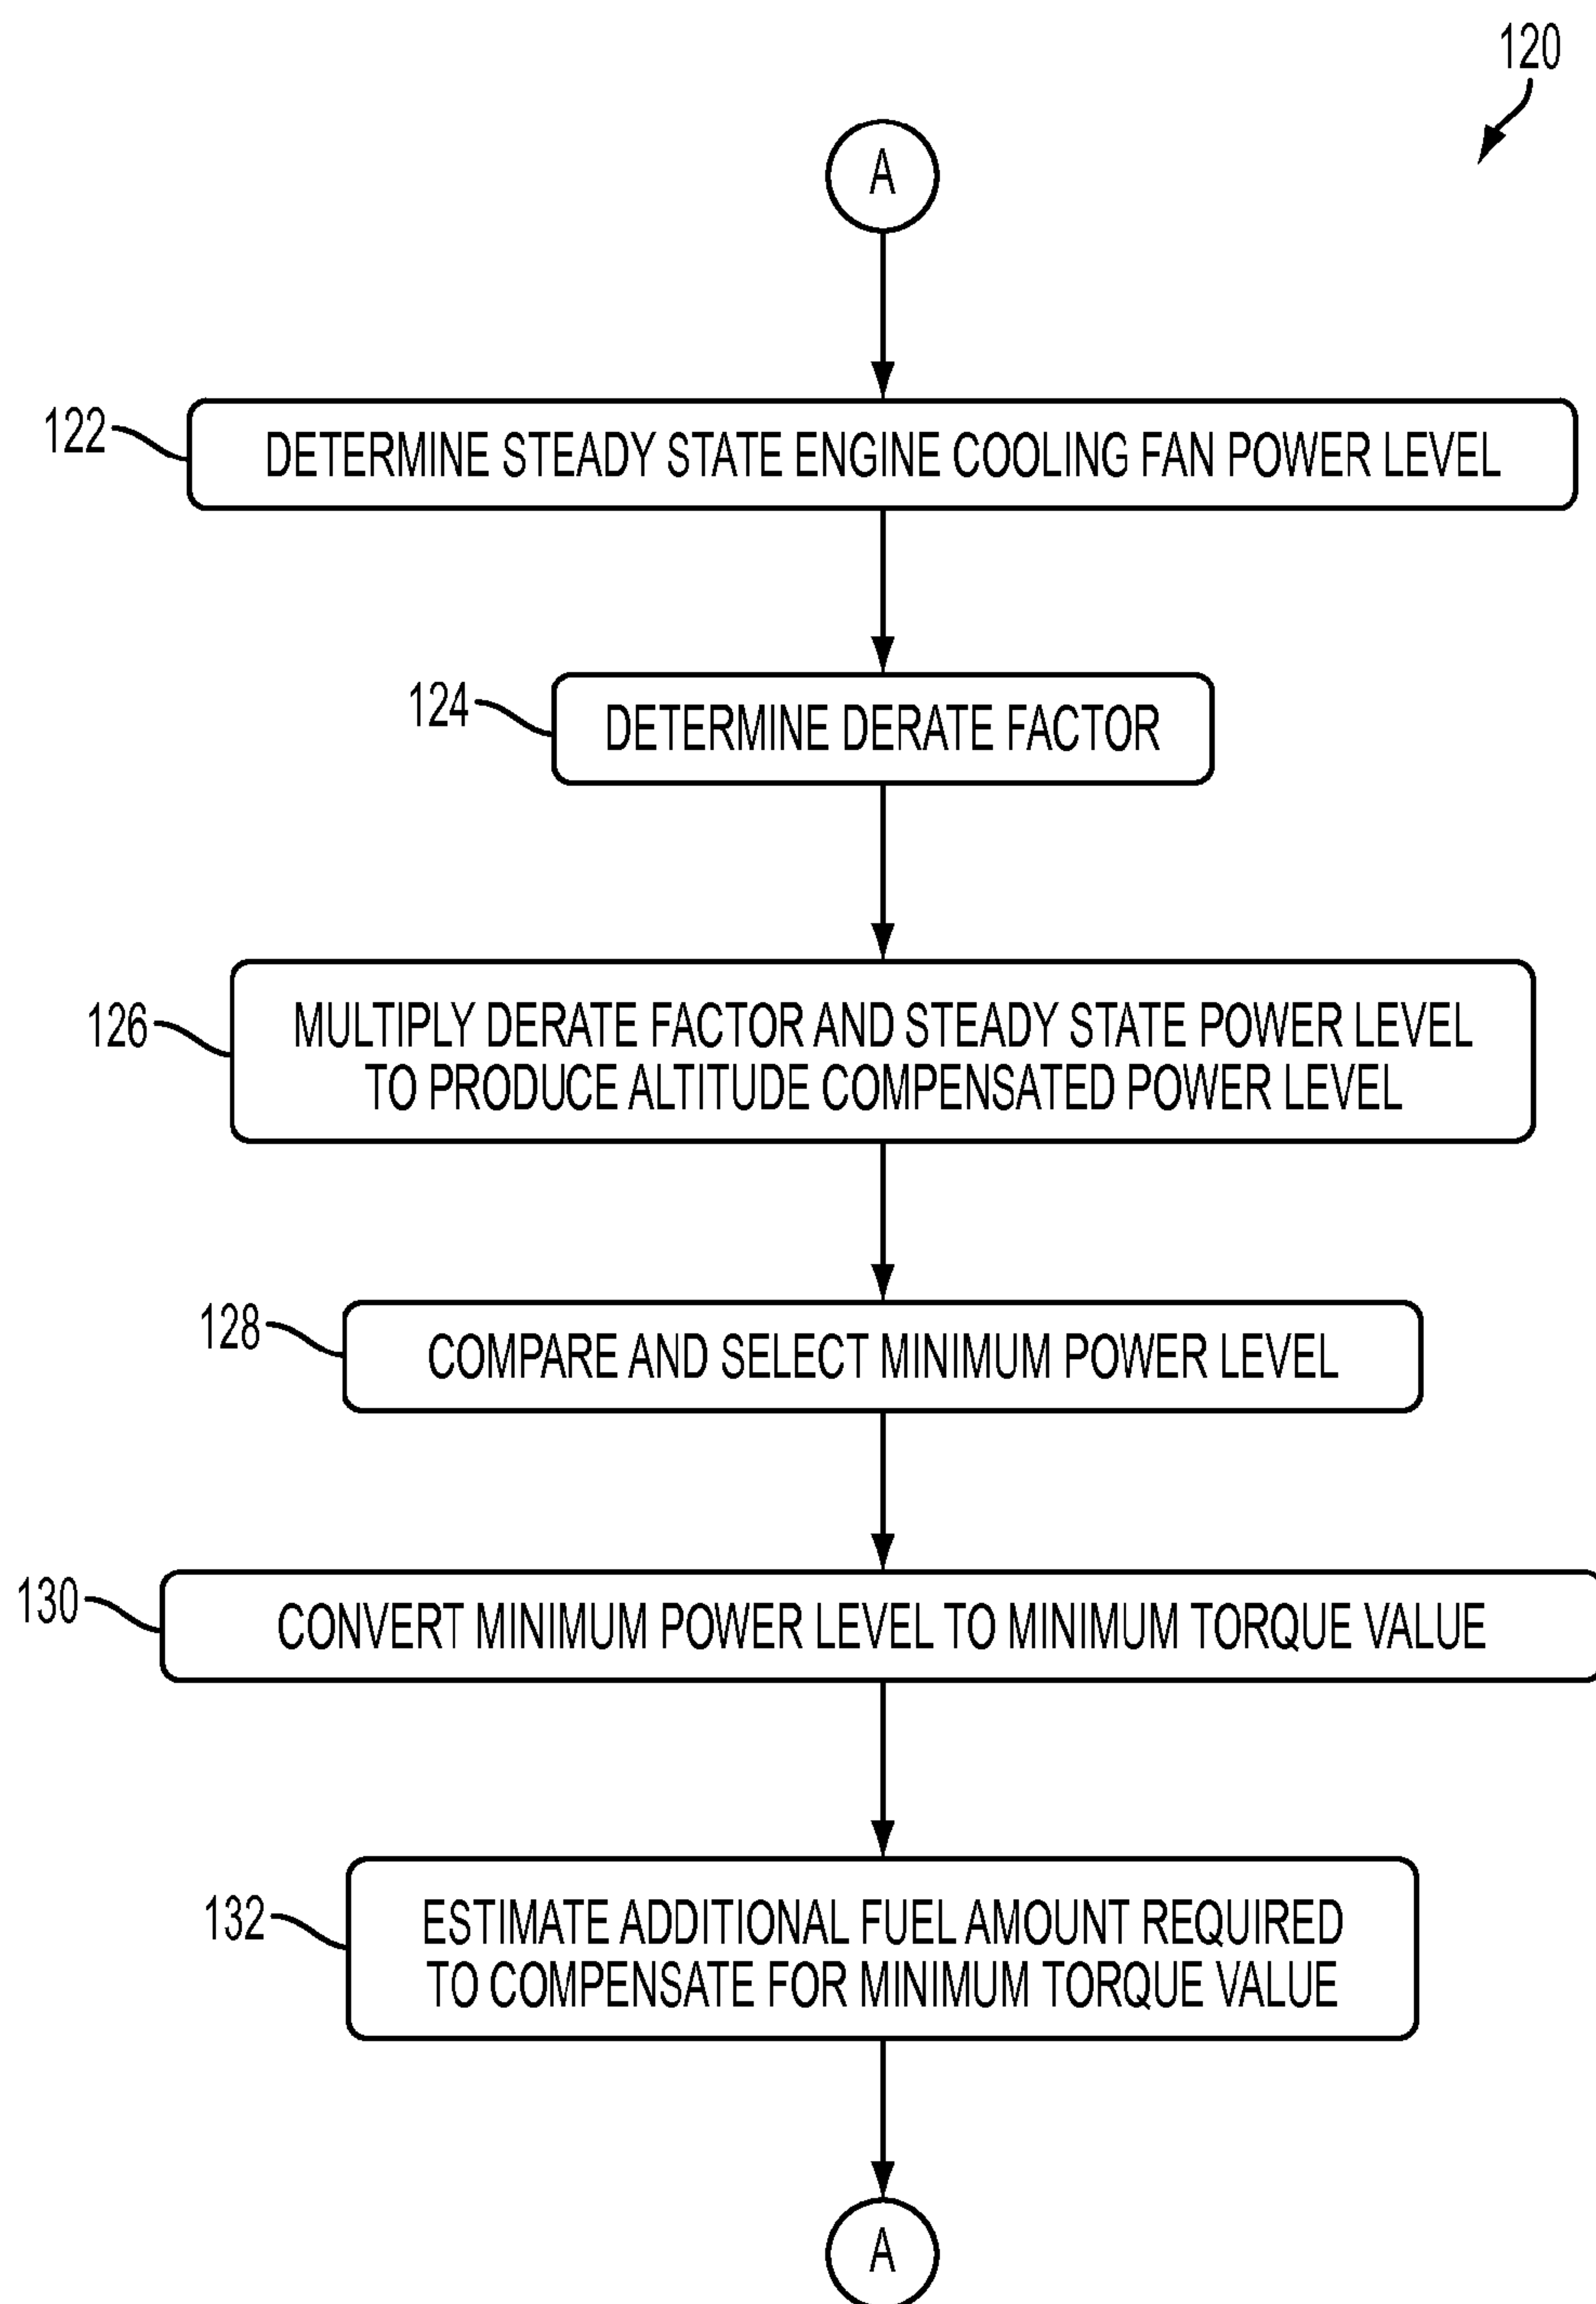 120
A
122
DETERMINE STEADY STATE ENGINE COOLING FAN POWER LEVEL
124
DETERMINE DERATE FACTOR
126
MULTIPLY DERATE FACTOR AND STEADY STATE POWER LEVEL
TO PRODUCE ALTITUDE COMPENSATED POWER LEVEL
128
COMPARE AND SELECT MINIMUM POWER LEVEL
130
CONVERT MINIMUM POWER LEVEL TO MINIMUM TORQUE VALUE
132
ESTIMATE ADDITIONAL FUEL AMOUNT REQUIRED
TO COMPENSATE FOR MINIMUM TORQUE VALUE
A